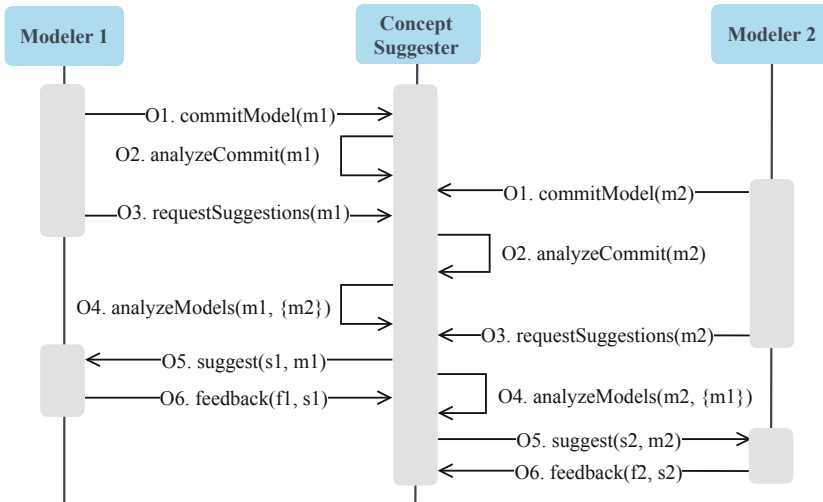 Modeler 1
Concept
Suggester
Modeler 2
O1. commitModel(m1)
O2. analyzeCommit(m1)
O1. commitModel(m2)
O3. requestSuggestions(m1)
O2. analyzeCommit(m2)
O4. analyzeModels(m1, {m2})
O3. requestSuggestions(m2)
O5. suggest(s1, m1)
O6. feedback(f1, s1)
O4. analyzeModels(m2, {m1})
O5. suggest(s2, m2)
O6. feedback(f2, s2)